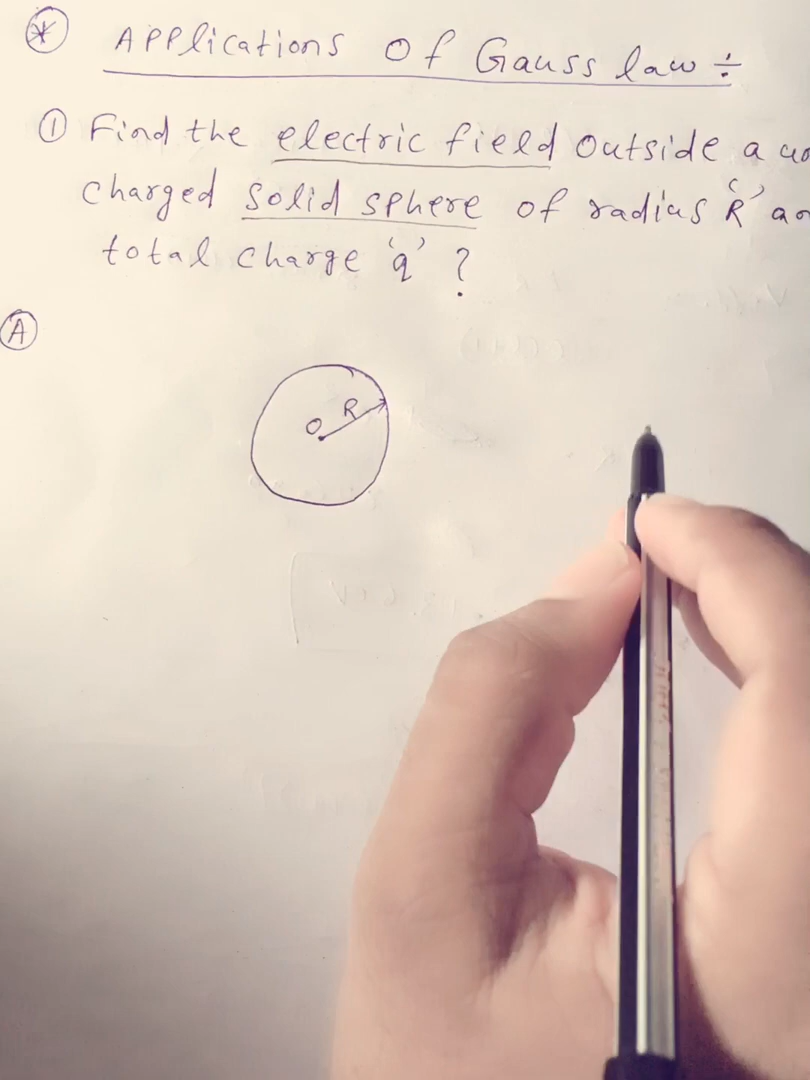 * Applications of Gauss law ÷
① Find the electric field outside a
charged solid sphere of radius 'R'
total charge 'q' ?
A
O R